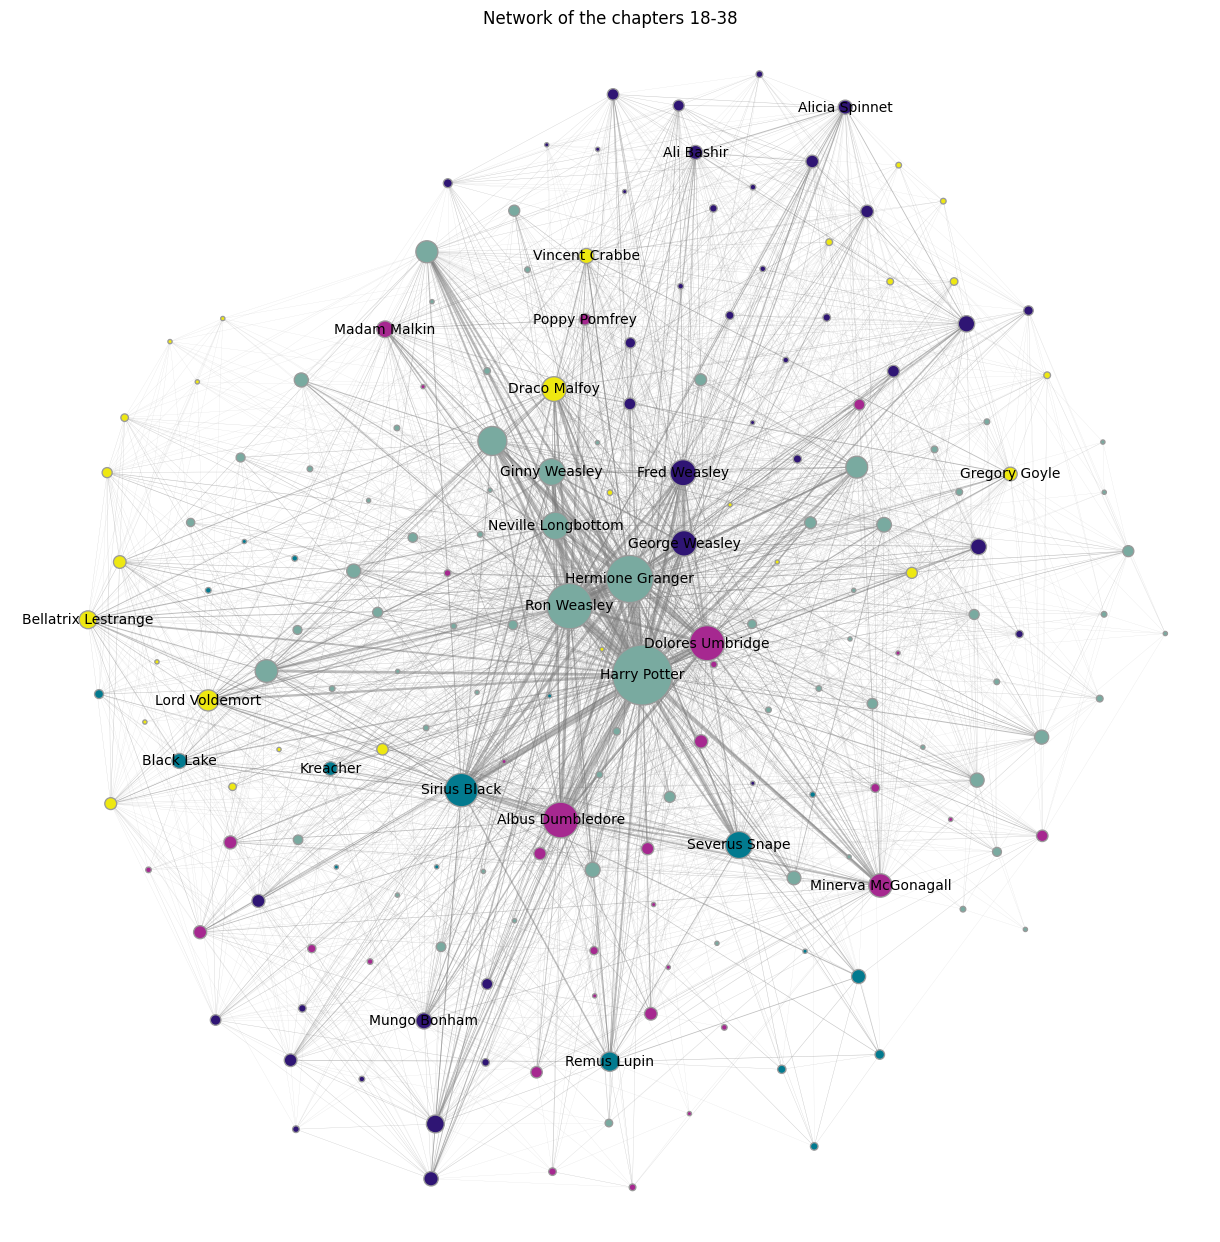 Network of the chapters 18-38
Alicia Spinnet
Ali Bashir
Vincent Crabbe
Poppy Pomfrey
Madam Malkin
Draco Malfoy
Ginny Weasley
Fred Weasley
Gregory Goyle
Neville Longbottom
George Weasley
Hermione Granger
Ron Weasley
Bellatrix Lestrange
Dolores Umbridge
Harry Potter
Lord Voldemort
Black Lake
Kreacher
Sirius Black
Albus Dumbledore
Severus Snape
Minerva McGonagall
Mungo Bonham
Remus Lupin